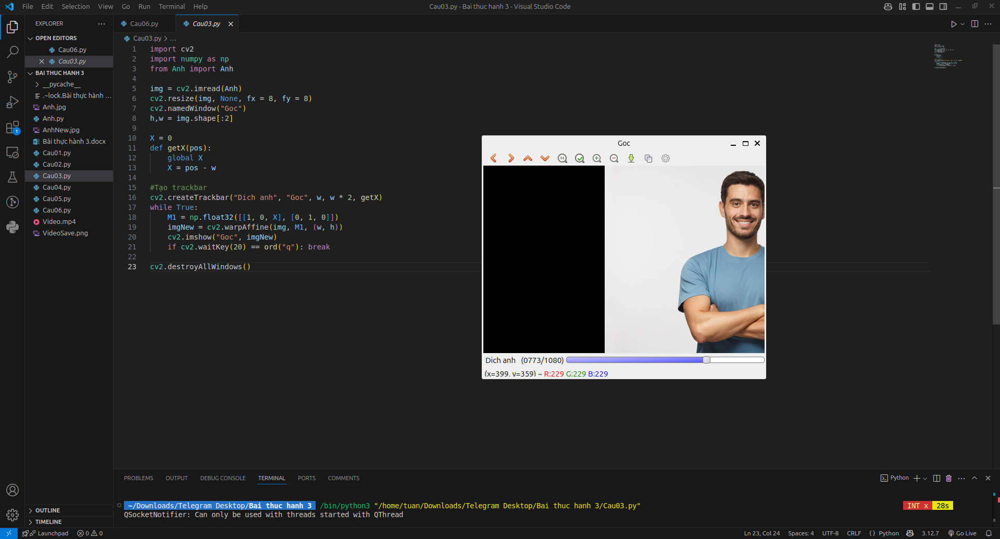 File Edit Selection View Go Run Terminal Help
Cau03.py - Bai thuc hanh 3 - Visual Studio Code
EXPLORER
OPEN EDITORS
Cau06.py
Cau03.py
BAI THUC HANH 3
__pycache__
.~lock.Bài thực hành ...
Anh.jpg
Anh.py
AnhNew.jpg
Bài thực hành 3.docx
Cau01.py
Cau02.py
Cau03.py
Cau04.py
Cau05.py
Cau06.py
Video.mp4
VideoSave.png
OUTLINE
TIMELINE
1
Cau06.py Cau03.py
Cau03.py > ...
1 import cv2
2 import numpy as np
3 from Anh import Anh
4
5 img = cv2.imread(Anh)
6 cv2.resize(img, None, fx = 8, fy = 8)
7 cv2.namedWindow("Goc")
8 h,w = img.shape[:2]
9
10 X = 0
11 def getX(pos):
12 global X
13 X = pos - w
14
15 #Tạo trackbar
16 cv2.createTrackbar("Dich anh", "Goc", w, w * 2, getX)
17 while True:
18 M1 = np.float32([[1, 0, X], [0, 1, 0]])
19 imgNew = cv2.warpAffine(img, M1, (w, h))
20 cv2.imshow("Goc", imgNew)
21 if cv2.waitKey(20) == ord("q"): break
22
23 cv2.destroyAllWindows()
Goc
Dich anh (0773/1080)
(x=399, y=359) ~ R:229 G:229 B:229
PROBLEMS OUTPUT DEBUG CONSOLE TERMINAL PORTS COMMENTS
Python
~/Downloads/Telegram Desktop/Bai thuc hanh 3 /bin/python3 "/home/tuan/Downloads/Telegram Desktop/Bai thuc hanh 3/Cau03.py" INT x 28s
QSocketNotifier: Can only be used with threads started with QThread
Launchpad 0 0 Ln 23, Col 24 Spaces: 4 UTF-8 CRLF { } Python 3.12.7 Go Live